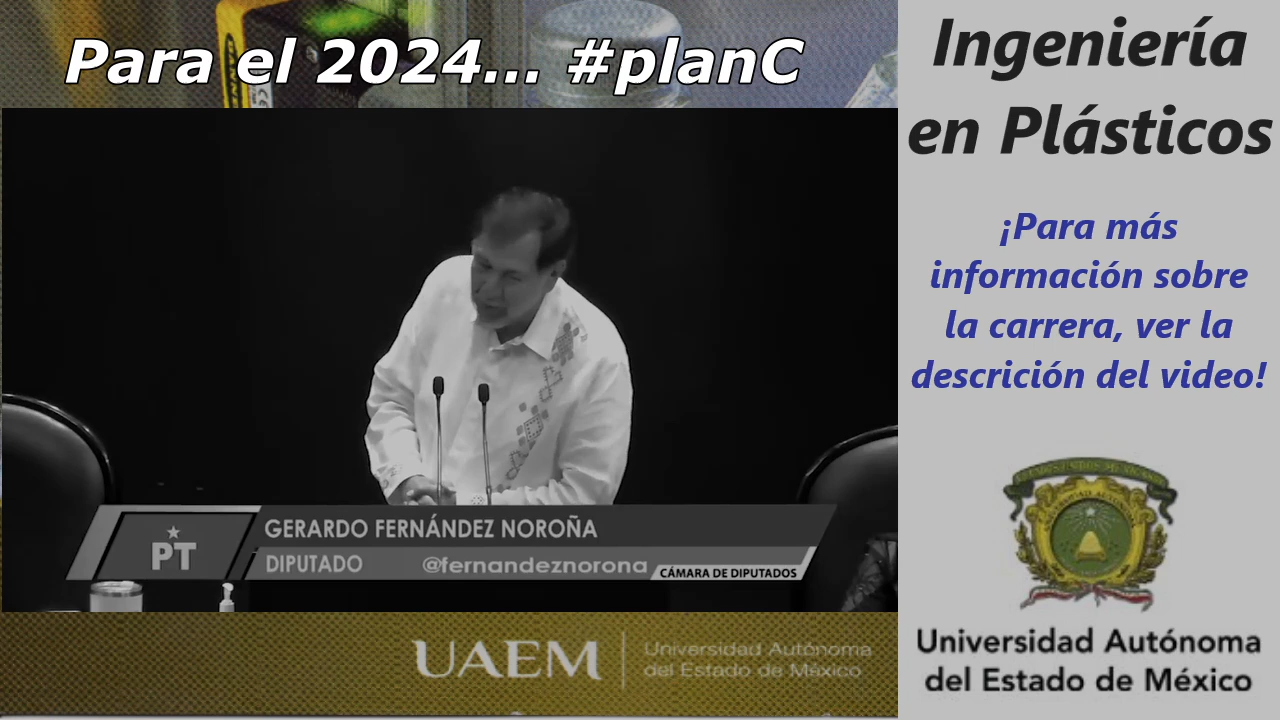 Para el 2024... #planC
GERARDO FERNÁNDEZ NOROÑA
PT
DIPUTADO @fernandeznorona
CÁMARA DE DIPUTADOS
UAEM
Universidad Autónoma
del Estado de México
Ingeniería
en Plásticos
¡Para más
información sobre
la carrera, ver la
descrición del video!
Universidad Autónoma
del Estado de México